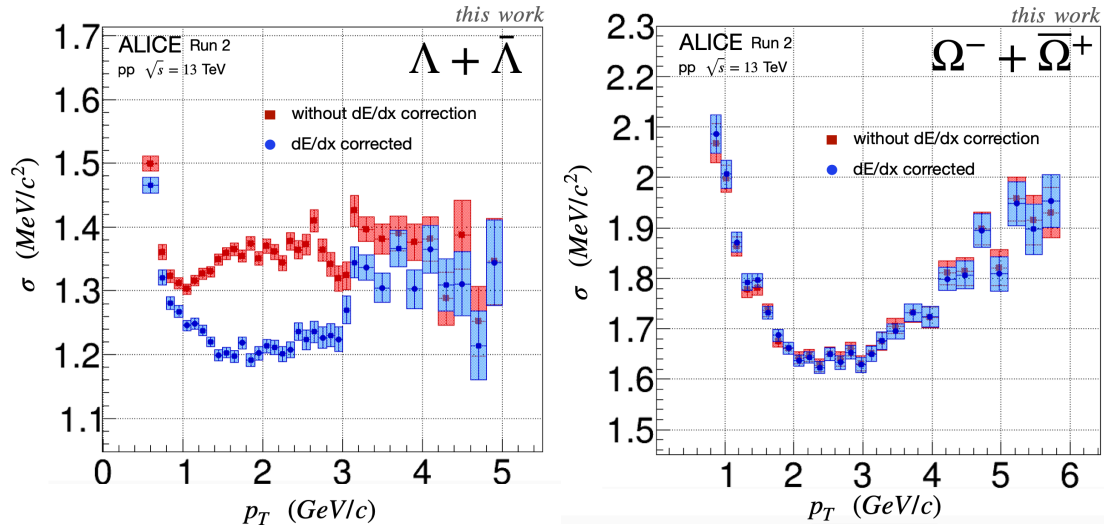 this work
1.7
ALICE Run 2
pp √s = 13 TeV
Λ + Λ̄
1.6
without dE/dx correction
dE/dx corrected
1.5
1.4
1.3
1.2
1.1
σ (MeV/c²)
0 1 2 3 4 5
p_T (GeV/c)
this work
2.3
ALICE Run 2
pp √s = 13 TeV
Ω⁻ + Ω̅⁺
2.2
2.1
without dE/dx correction
dE/dx corrected
2
1.9
1.8
1.7
1.6
1.5
σ (MeV/c²)
1 2 3 4 5 6
p_T (GeV/c)